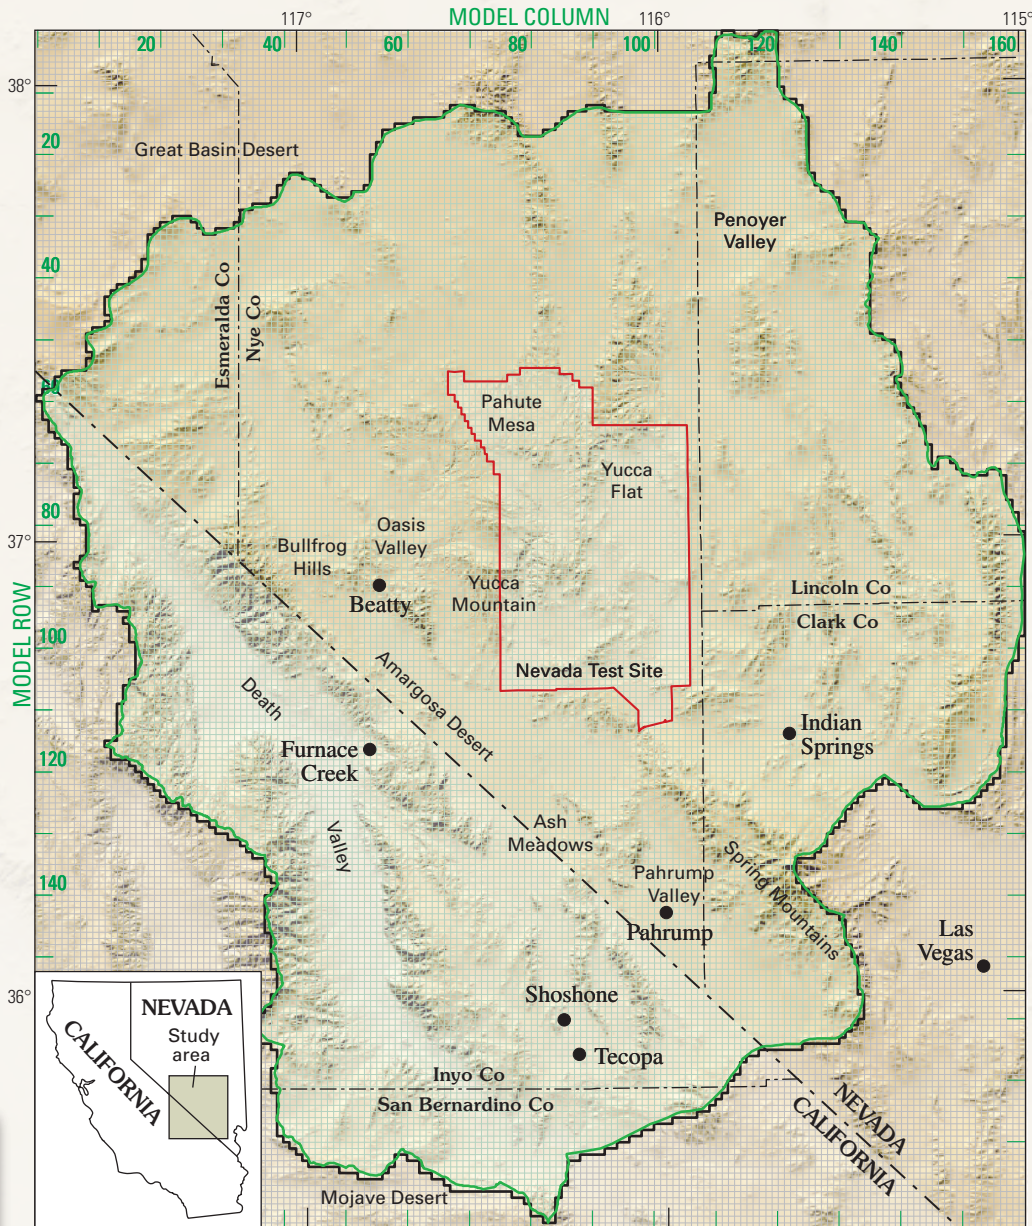 MODEL COLUMN
117°
116°
115°
20
40
60
80
100
120
140
160
38°
20
Great Basin Desert
Penoyer
Valley
40
Esmeralda Co
Nye Co
Pahute
Mesa
Yucca
Flat
80
37°
Oasis
Valley
Bullfrog
Hills
Beatty
Yucca
Mountain
Lincoln Co
Clark Co
MODEL ROW
100
Nevada Test Site
Amargosa Desert
Death
Valley
Furnace
Creek
Indian
Springs
120
Ash
Meadows
Spring Mountains
Pahrump
Valley
Pahrump
140
Las
Vegas
36°
Shoshone
Tecopa
NEVADA
CALIFORNIA
Study
area
Inyo Co
San Bernardino Co
NEVADA
CALIFORNIA
Mojave Desert